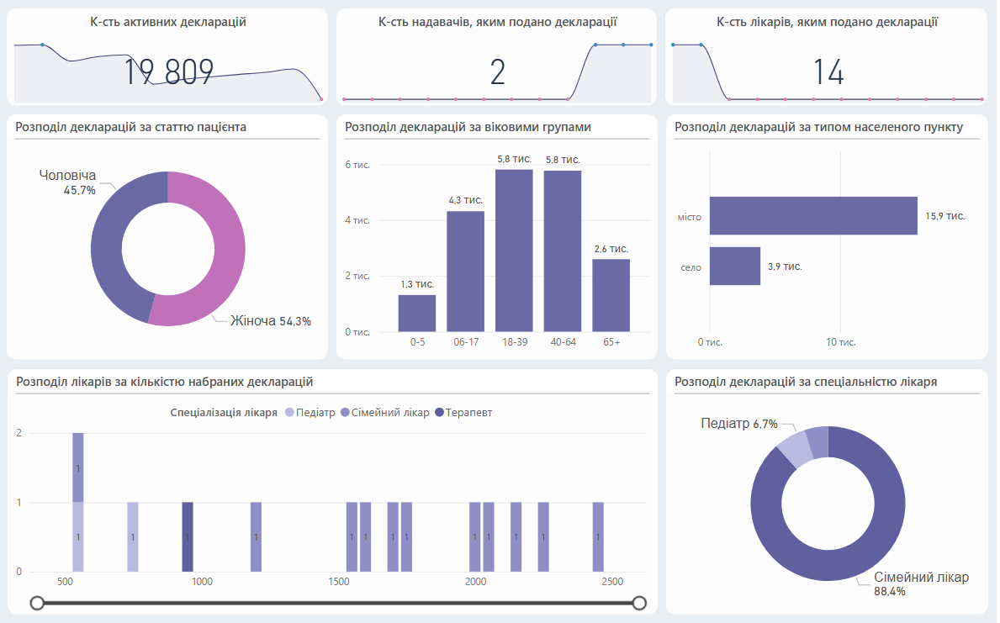 К-сть активних декларацій
19 809
К-сть надавачів, яким подано декларації
2
К-сть лікарів, яким подано декларації
14
Розподіл декларацій за статтю пацієнта
Чоловіча
45,7%
Жіноча 54,3%
Розподіл декларацій за віковими групами
6 тис.
4 тис.
2 тис.
0 тис.
1,3 тис.
4,3 тис.
5,8 тис.
5,8 тис.
2,6 тис.
0-5
06-17
18-39
40-64
65+
Розподіл декларацій за типом населеного пункту
місто
15,9 тис.
село
3,9 тис.
0 тис.
10 тис.
Розподіл лікарів за кількістю набраних декларацій
Спеціалізація лікаря Педіатр Сімейний лікар Терапевт
2
1
0
1
1
1
1
1
1
1
1
1
1
1
1
1
1
500
1000
1500
2000
2500
Розподіл декларацій за спеціальністю лікаря
Педіатр 6,7%
Сімейний лікар
88,4%